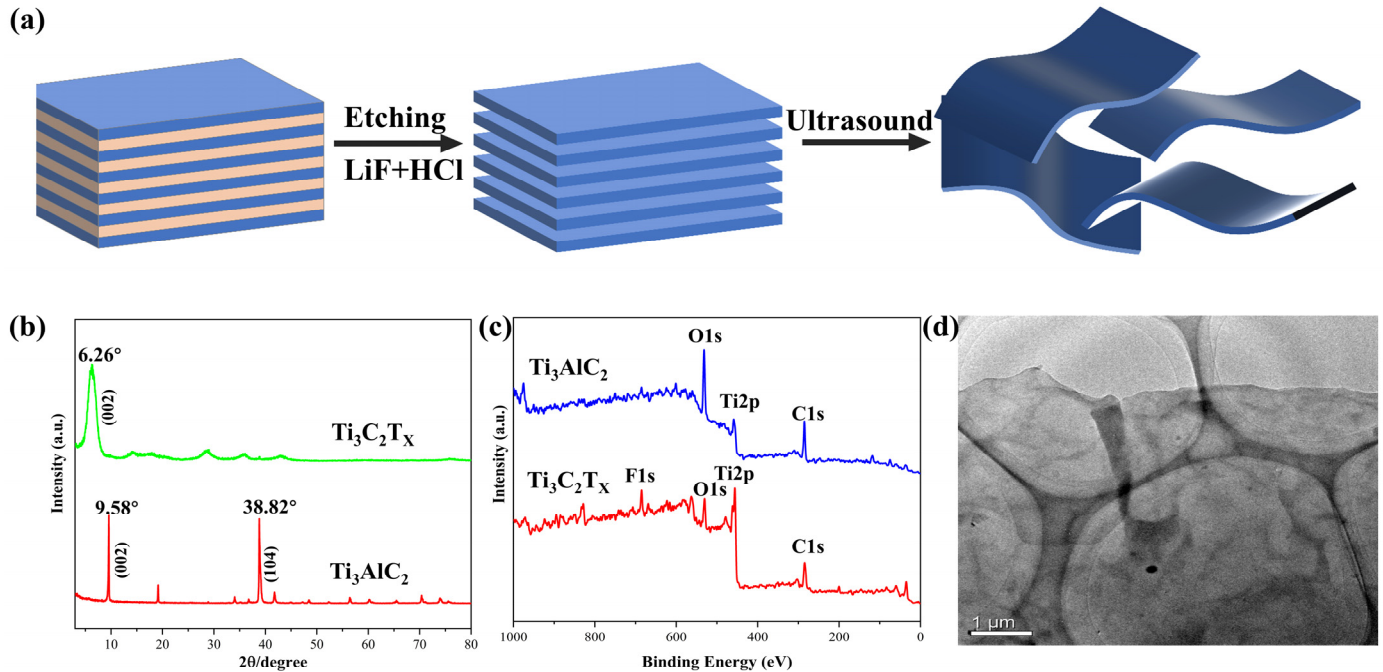 (a)
Etching
LiF+HCl
Ultrasound
(b)
6.26°
(002)
Ti₃C₂Tₓ
9.58°
(002)
38.82°
(104)
Ti₃AlC₂
Intensity (a.u.)
10 20 30 40 50 60 70 80
2θ/degree
(c)
O1s
Ti₃AlC₂
Ti2p
C1s
Ti₃C₂Tₓ
F1s
O1s
Ti2p
C1s
Intensity (a.u.)
1000 800 600 400 200 0
Binding Energy (eV)
(d)
1 μm